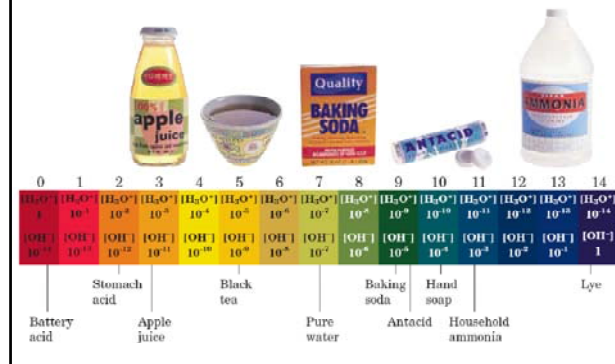 YUMMY
100%
apple
juice
Quality
BAKING
SODA
ANTACID
AMMONIA
0 1 2 3 4 5 6 7 8 9 10 11 12 13 14
[H₃O⁺] [H₃O⁺] [H₃O⁺] [H₃O⁺] [H₃O⁺] [H₃O⁺] [H₃O⁺] [H₃O⁺] [H₃O⁺] [H₃O⁺] [H₃O⁺] [H₃O⁺] [H₃O⁺] [H₃O⁺] [H₃O⁺]
1 10⁻¹ 10⁻² 10⁻³ 10⁻⁴ 10⁻⁵ 10⁻⁶ 10⁻⁷ 10⁻⁸ 10⁻⁹ 10⁻¹⁰ 10⁻¹¹ 10⁻¹² 10⁻¹³ 10⁻¹⁴
[OH⁻] [OH⁻] [OH⁻] [OH⁻] [OH⁻] [OH⁻] [OH⁻] [OH⁻] [OH⁻] [OH⁻] [OH⁻] [OH⁻] [OH⁻] [OH⁻] [OH⁻]
10⁻¹⁴ 10⁻¹³ 10⁻¹² 10⁻¹¹ 10⁻¹⁰ 10⁻⁹ 10⁻⁸ 10⁻⁷ 10⁻⁶ 10⁻⁵ 10⁻⁴ 10⁻³ 10⁻² 10⁻¹ 1
Stomach
acid
Black
tea
Baking
soda
Hand
soap
Lye
Battery
acid
Apple
juice
Pure
water
Antacid
Household
ammonia